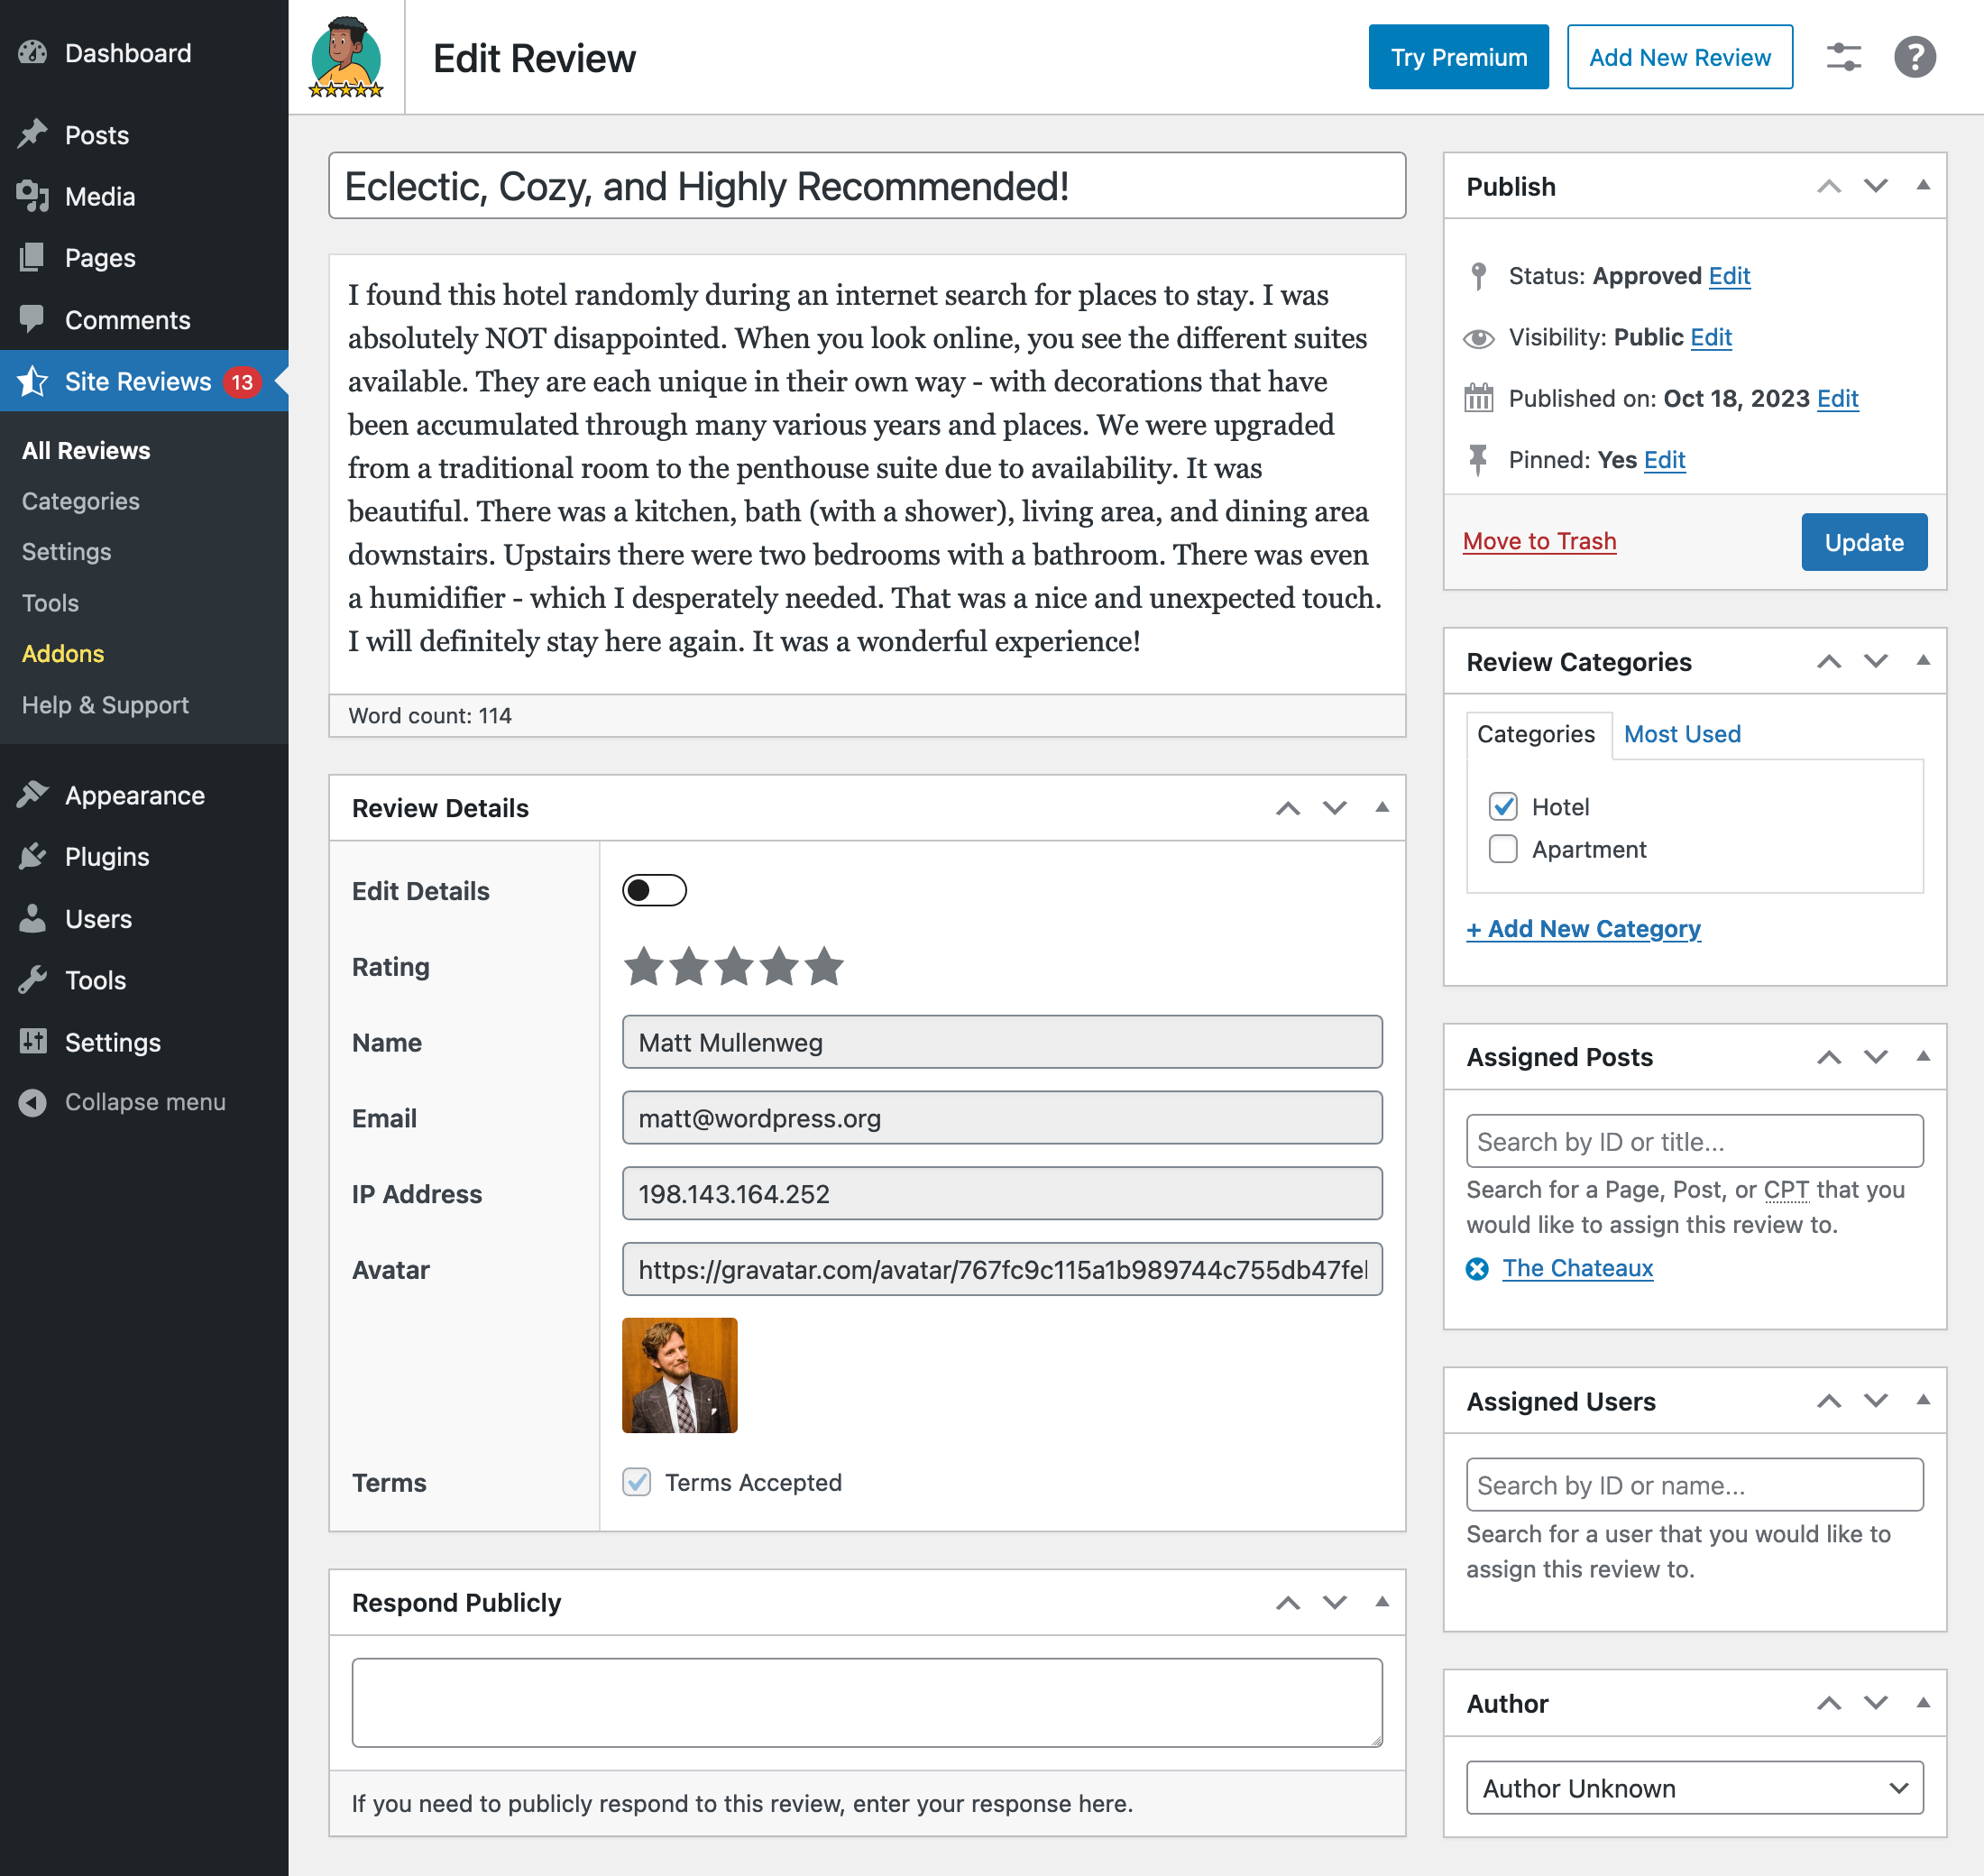 Dashboard
Posts
Media
Pages
Comments
Site Reviews 13
All Reviews
Categories
Settings
Tools
Addons
Help & Support
Appearance
Plugins
Users
Tools
Settings
Collapse menu
Edit Review
Try Premium
Add New Review
?
Eclectic, Cozy, and Highly Recommended!
I found this hotel randomly during an internet search for places to stay. I was
absolutely NOT disappointed. When you look online, you see the different suites
available. They are each unique in their own way - with decorations that have
been accumulated through many various years and places. We were upgraded
from a traditional room to the penthouse suite due to availability. It was
beautiful. There was a kitchen, bath (with a shower), living area, and dining area
downstairs. Upstairs there were two bedrooms with a bathroom. There was even
a humidifier - which I desperately needed. That was a nice and unexpected touch.
I will definitely stay here again. It was a wonderful experience!
Word count: 114
Review Details
Edit Details
Rating
Name
Matt Mullenweg
Email
matt@wordpress.org
IP Address
198.143.164.252
Avatar
https://gravatar.com/avatar/767fc9c115a1b989744c755db47fe
Terms
Terms Accepted
Respond Publicly
If you need to publicly respond to this review, enter your response here.
Publish
Status: Approved Edit
Visibility: Public Edit
Published on: Oct 18, 2023 Edit
Pinned: Yes Edit
Move to Trash
Update
Review Categories
Categories
Most Used
Hotel
Apartment
+ Add New Category
Assigned Posts
Search by ID or title...
Search for a Page, Post, or CPT that you
would like to assign this review to.
The Chateaux
Assigned Users
Search by ID or name...
Search for a user that you would like to
assign this review to.
Author
Author Unknown